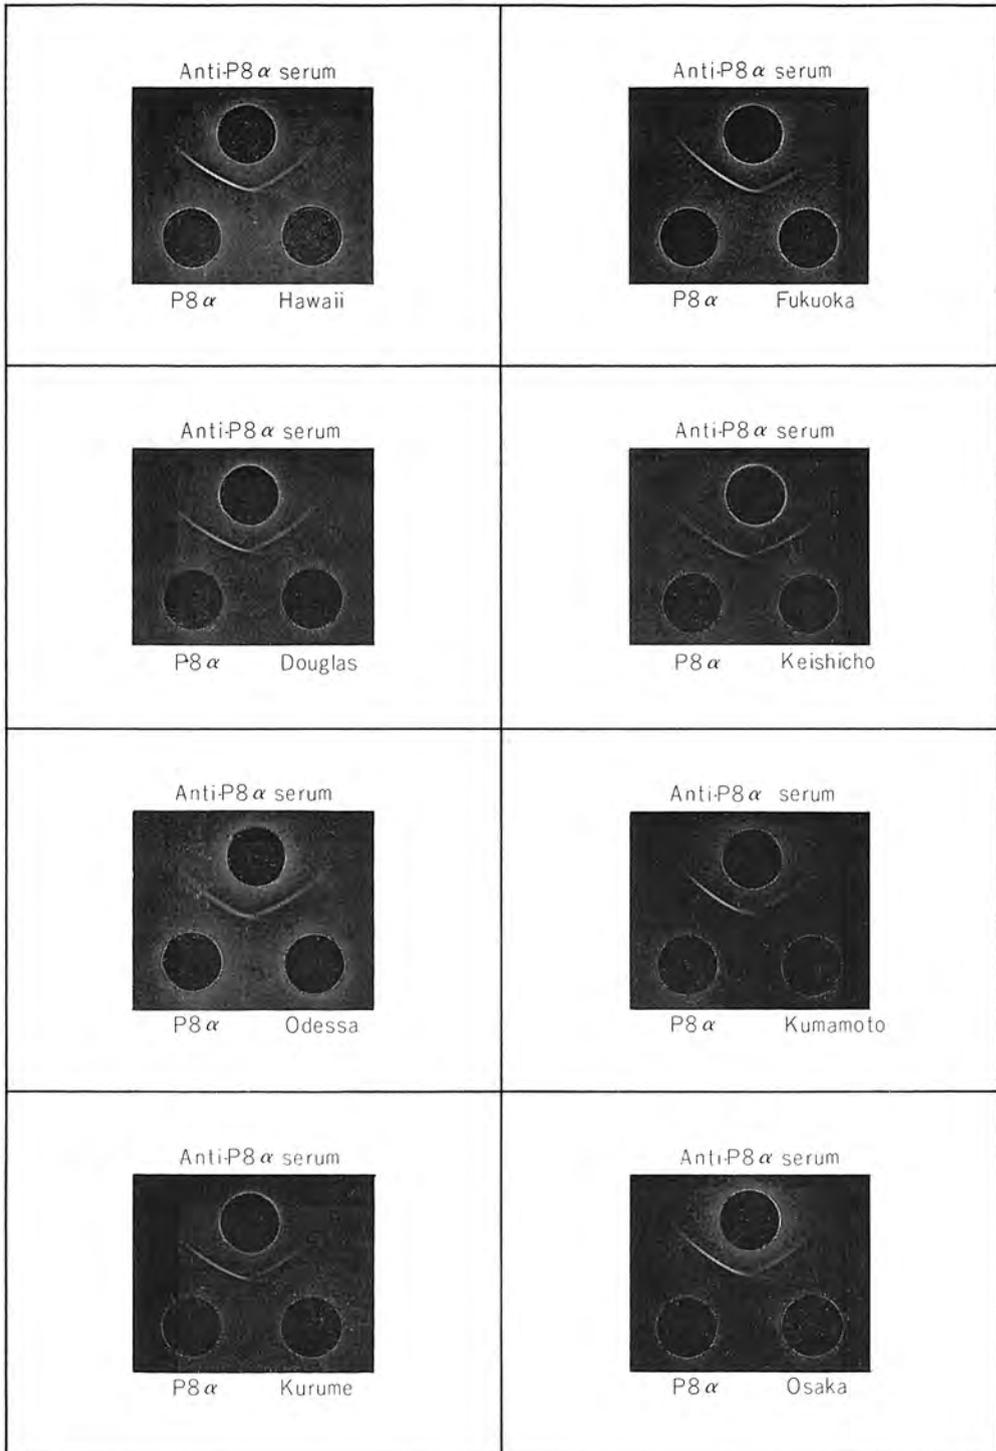 Anti-P8α serum
P8α Hawaii
Anti-P8α serum
P8α Fukuoka
Anti-P8α serum
P8α Douglas
Anti-P8α serum
P8α Keishicho
Anti-P8α serum
P8α Odessa
Anti-P8α serum
P8α Kumamoto
Anti-P8α serum
P8α Kurume
Anti-P8α serum
P8α Osaka